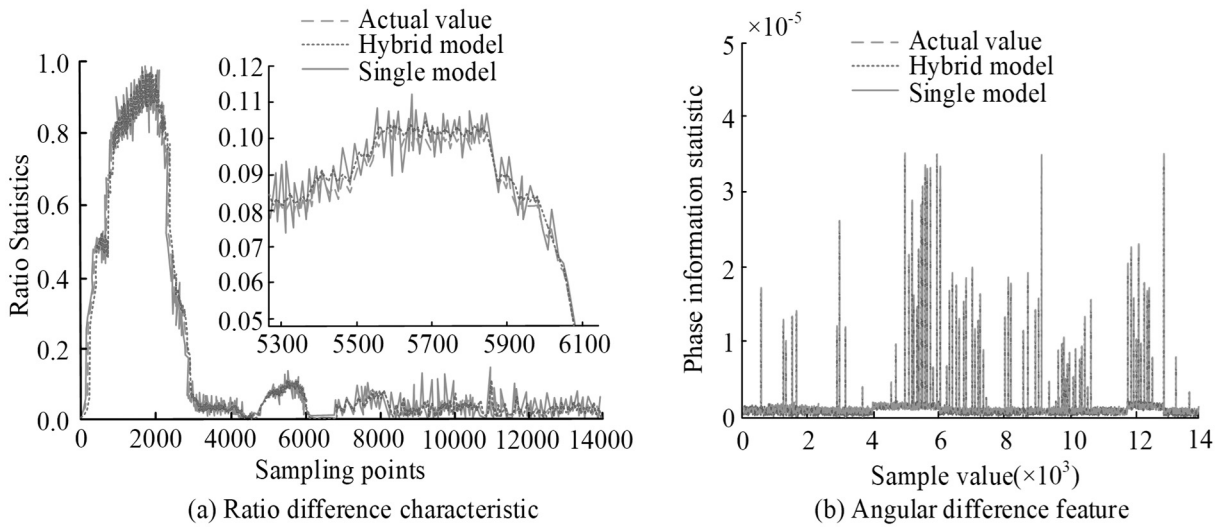 Actual value
Hybrid model
Single model
1.0
0.8
0.6
0.4
0.2
0.0
Ratio Statistics
0.12
0.11
0.10
0.09
0.08
0.07
0.06
0.05
5300 5500 5700 5900 6100
0 2000 4000 6000 8000 10000 12000 14000
Sampling points
(a) Ratio difference characteristic
×10-5
Actual value
Hybrid model
Single model
5
4
3
2
1
0
Phase information statistic
0 2 4 6 8 10 12 14
Sample value(×10³)
(b) Angular difference feature